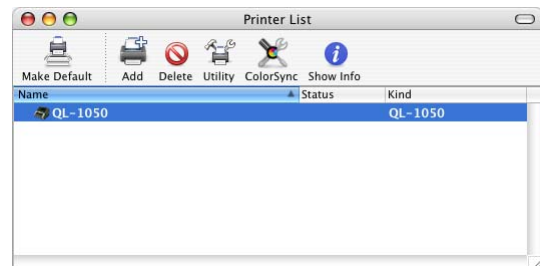 Printer List
Make Default Add Delete Utility ColorSync Show Info
Name Status Kind
QL-1050 QL-1050